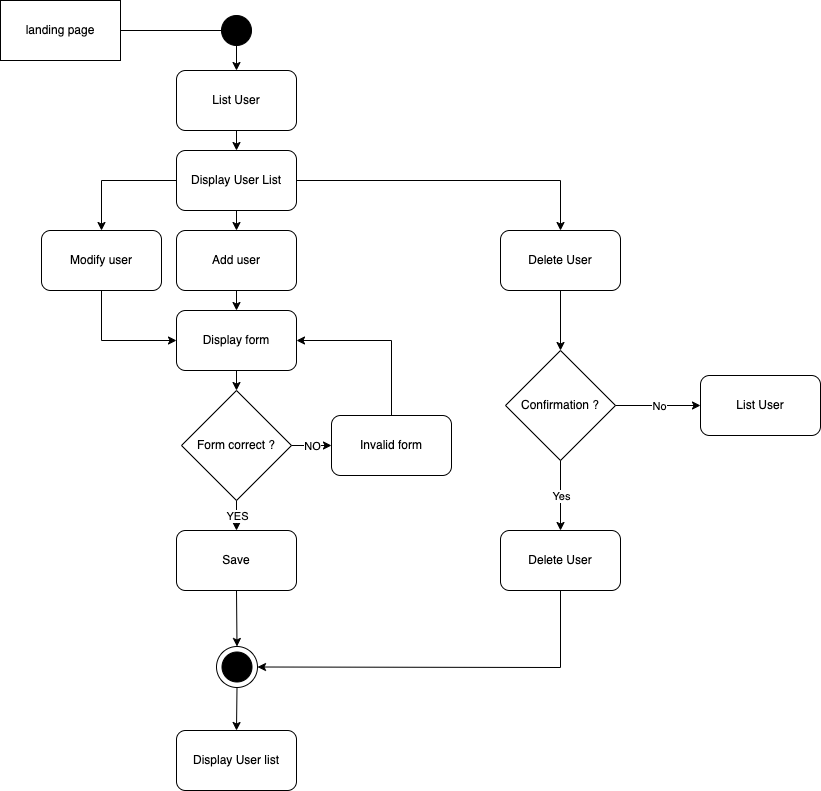 landing page
List User
Display User List
Modify user
Add user
Delete User
Display form
Confirmation ?
No
List User
Form correct ?
NO
Invalid form
Yes
YES
Save
Delete User
Display User list